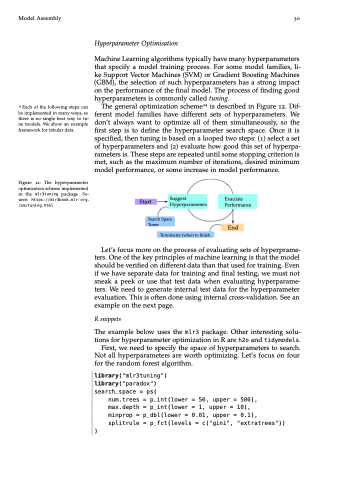 Model Assembly
30
Hyperparameter Optimisation
Machine Learning algorithms typically have many hyperparameters
that specify a model training process. For some model families, li-
ke Support Vector Machines (SVM) or Gradient Boosting Machines
(GBM), the selection of such hyperparameters has a strong impact
on the performance of the final model. The process of finding good
hyperparameters is commonly called tuning.
The general optimization scheme²⁴ is described in Figure 12. Dif-
ferent model families have different sets of hyperparameters. We
don't always want to optimize all of them simultaneously, so the
first step is to define the hyperparameter search space. Once it is
specified, then tuning is based on a looped two steps: (1) select a set
of hyperparameters and (2) evaluate how good this set of hyperpa-
rameters is. These steps are repeated until some stopping criterion is
met, such as the maximum number of iterations, desired minimum
model performance, or some increase in model performance.
Each of the following steps can
be implemented in many ways, so
there is no single best way to tu-
ne models. We show an example
framework for tabular data.
Figure 12: The hyperparameter
optimization scheme implemented
in the mlr3tuning package. So-
urce: https://mlr3book.mlr-org.
com/tuning.html
Start
Suggest
Hyperparameters
Evaulate
Performance
Search Space
Tuner
End
Terminator (when to finish)
Let's focus more on the process of evaluating sets of hyperprame-
ters. One of the key principles of machine learning is that the model
should be verified on different data than that used for training. Even
if we have separate data for training and final testing, we must not
sneak a peek or use that test data when evaluating hyperparame-
ters. We need to generate internal test data for the hyperparameter
evaluation. This is often done using internal cross-validation. See an
example on the next page.
R snippets
The example below uses the mlr3 package. Other interesting solu-
tions for hyperparameter optimization in R are h2o and tidymodels.
First, we need to specify the space of hyperparameters to search.
Not all hyperparameters are worth optimizing. Let's focus on four
for the random forest algorithm.
library("mlr3tuning")
library("paradox")
search_space = ps(
num.trees = p_int(lower = 50, upper = 500),
max.depth = p_int(lower = 1, upper = 10),
minprop = p_dbl(lower = 0.01, upper = 0.1),
splitrule = p_fct(levels = c("gini", "extratrees"))
)